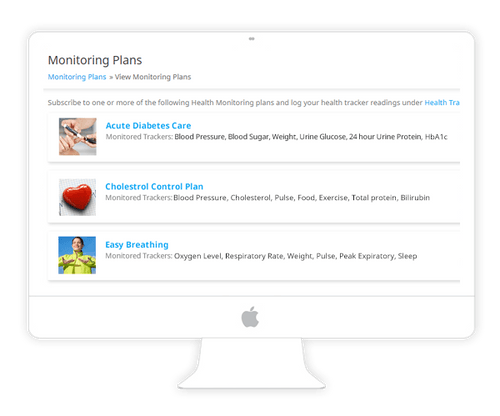 Monitoring Plans
Monitoring Plans » View Monitoring Plans
Subscribe to one or more of the following Health Monitoring plans and log your health tracker readings under Health Tra
Acute Diabetes Care
Monitored Trackers: Blood Pressure, Blood Sugar, Weight, Urine Glucose, 24 hour Urine Protein, HbA1c
Cholestrol Control Plan
Monitored Trackers: Blood Pressure, Cholesterol, Pulse, Food, Exercise, Total protein, Bilirubin
Easy Breathing
Monitored Trackers: Oxygen Level, Respiratory Rate, Weight, Pulse, Peak Expiratory, Sleep